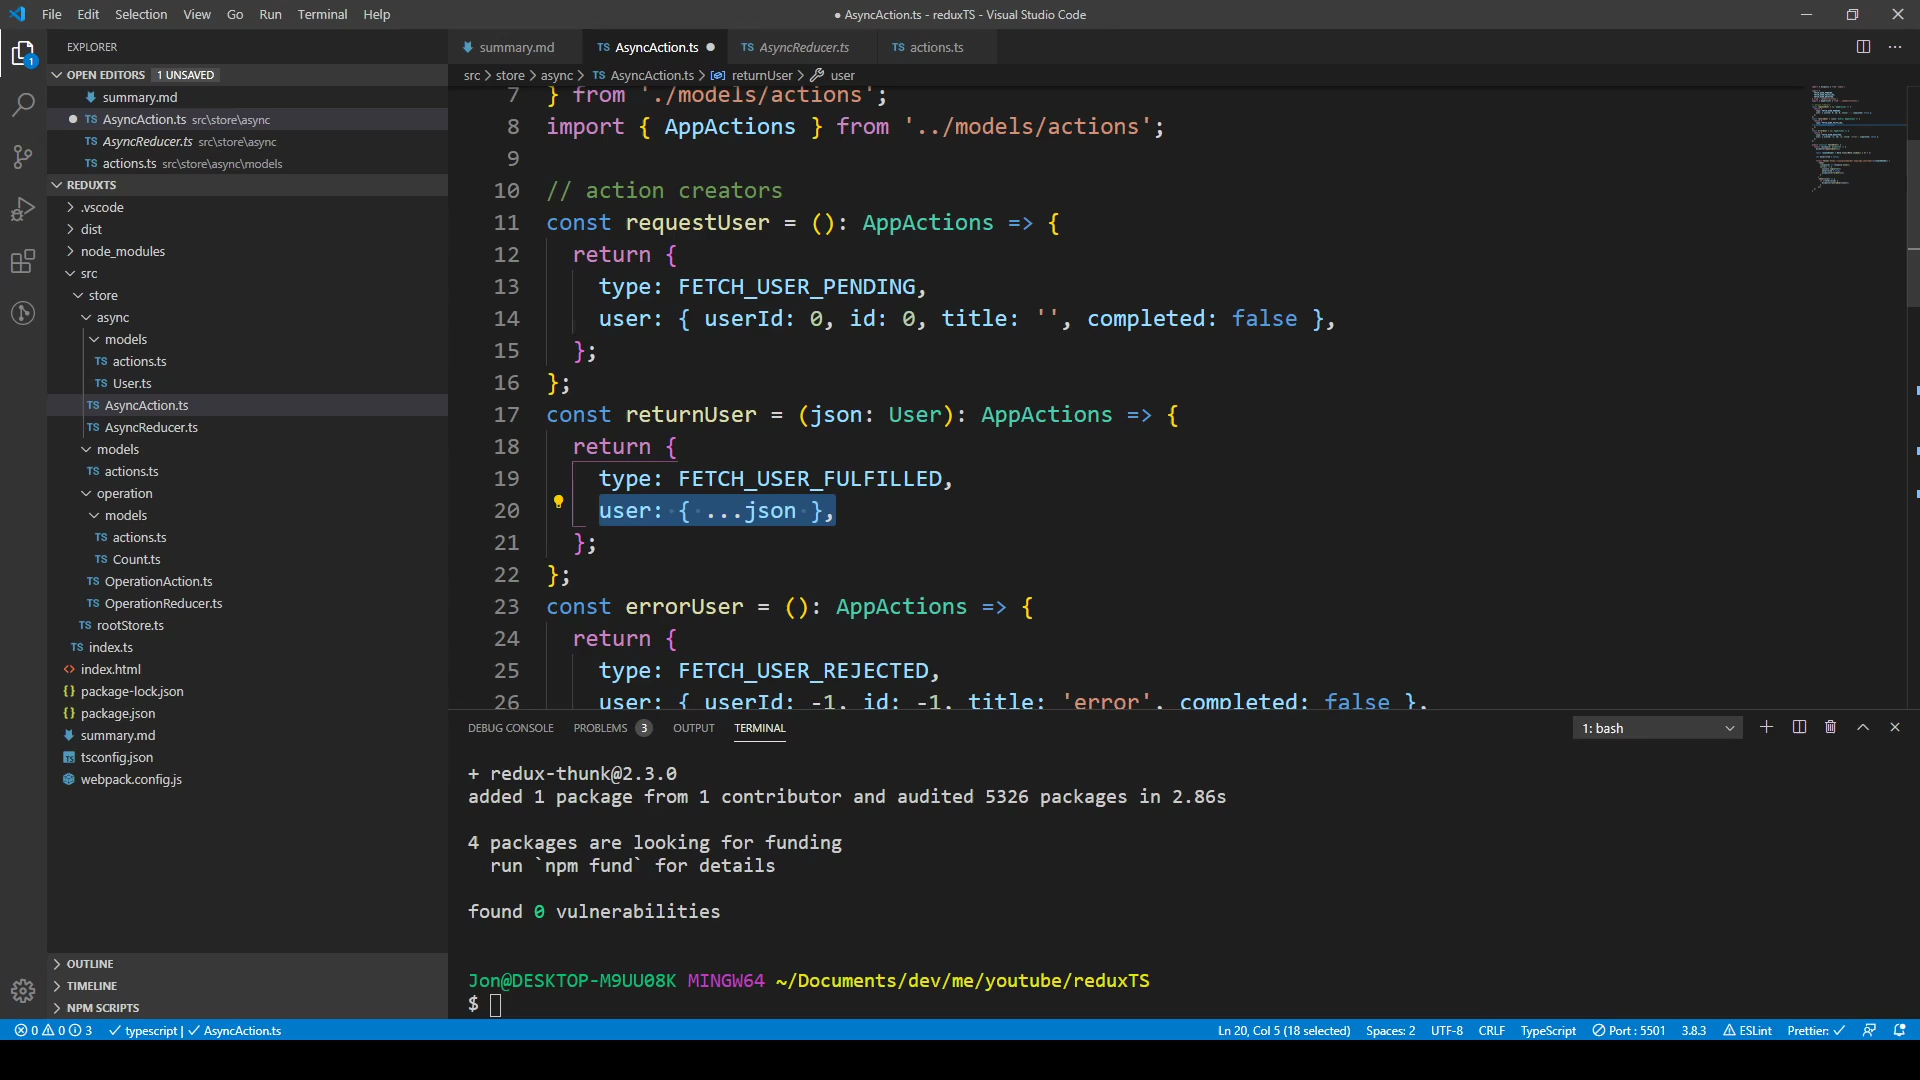 File Edit Selection View Go Run Terminal Help
● AsyncAction.ts - reduxTS - Visual Studio Code
EXPLORER
OPEN EDITORS 1 UNSAVED
summary.md
TS AsyncAction.ts src\store\async
TS AsyncReducer.ts src\store\async
TS actions.ts src\store\async\models
REDUXTS
.vscode
dist
node_modules
src
store
async
models
TS actions.ts
TS User.ts
TS AsyncAction.ts
TS AsyncReducer.ts
models
TS actions.ts
operation
models
TS actions.ts
TS Count.ts
TS OperationAction.ts
TS OperationReducer.ts
TS rootStore.ts
TS index.ts
<> index.html
{} package-lock.json
{} package.json
summary.md
TS tsconfig.json
webpack.config.js
OUTLINE
TIMELINE
NPM SCRIPTS
1
summary.md TS AsyncAction.ts ● TS AsyncReducer.ts TS actions.ts
src > store > async > TS AsyncAction.ts > returnUser > user
7 } from './models/actions';
8 import { AppActions } from '../models/actions';
9
10 // action creators
11 const requestUser = (): AppActions => {
12 return {
13 type: FETCH_USER_PENDING,
14 user: { userId: 0, id: 0, title: '', completed: false },
15 };
16 };
17 const returnUser = (json: User): AppActions => {
18 return {
19 type: FETCH_USER_FULFILLED,
20 user: { ...json },
21 };
22 };
23 const errorUser = (): AppActions => {
24 return {
25 type: FETCH_USER_REJECTED,
26 user: { userId: -1, id: -1, title: 'error', completed: false },
DEBUG CONSOLE PROBLEMS 3 OUTPUT TERMINAL
1: bash
+ redux-thunk@2.3.0
added 1 package from 1 contributor and audited 5326 packages in 2.86s
4 packages are looking for funding
run `npm fund` for details
found 0 vulnerabilities
Jon@DESKTOP-M9UU08K MINGW64 ~/Documents/dev/me/youtube/reduxTS
$
0 0 3 typescript | AsyncAction.ts
Ln 20, Col 5 (18 selected) Spaces: 2 UTF-8 CRLF TypeScript Port : 5501 3.8.3 ESLint Prettier: ✓